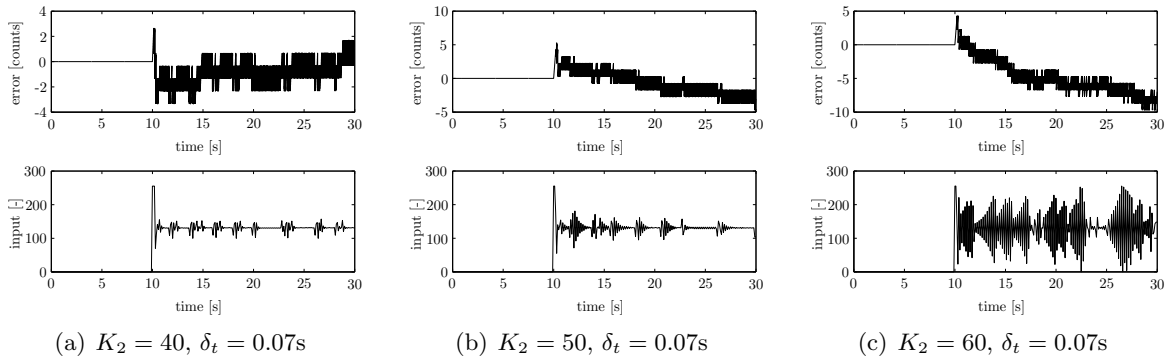 4
2
0
-2
-4
error [counts]
0 5 10 15 20 25 30
time [s]
300
200
100
0
input [-]
0 5 10 15 20 25 30
time [s]
(a) K₂ = 40, δₜ = 0.07s
10
5
0
-5
error [counts]
0 5 10 15 20 25 30
time [s]
300
200
100
0
input [-]
0 5 10 15 20 25 30
time [s]
(b) K₂ = 50, δₜ = 0.07s
5
0
-5
-10
error [counts]
0 5 10 15 20 25 30
time [s]
300
200
100
0
input [-]
0 5 10 15 20 25 30
time [s]
(c) K₂ = 60, δₜ = 0.07s